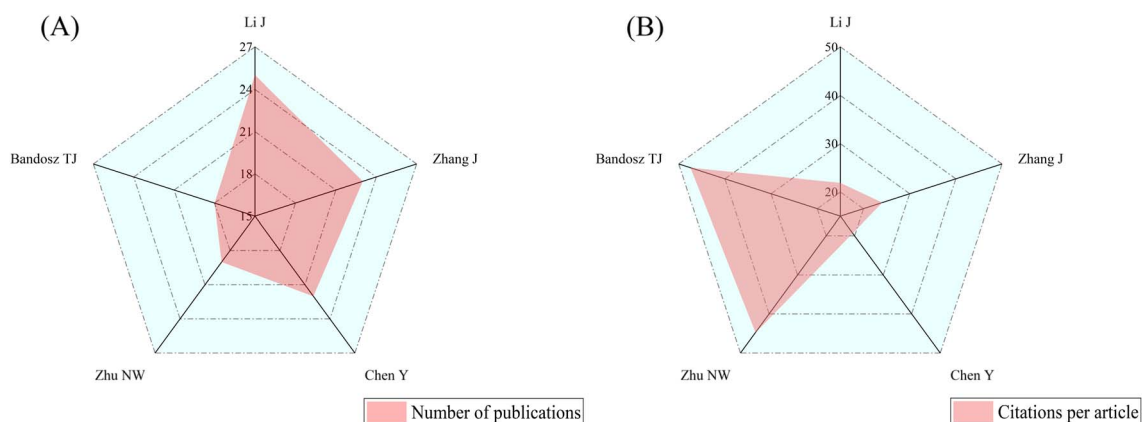 (A)
Li J
27
24
21
18
15
Bandosz TJ
Zhang J
Zhu NW
Chen Y
Number of publications
(B)
Li J
50
40
30
20
Bandosz TJ
Zhang J
Zhu NW
Chen Y
Citations per article